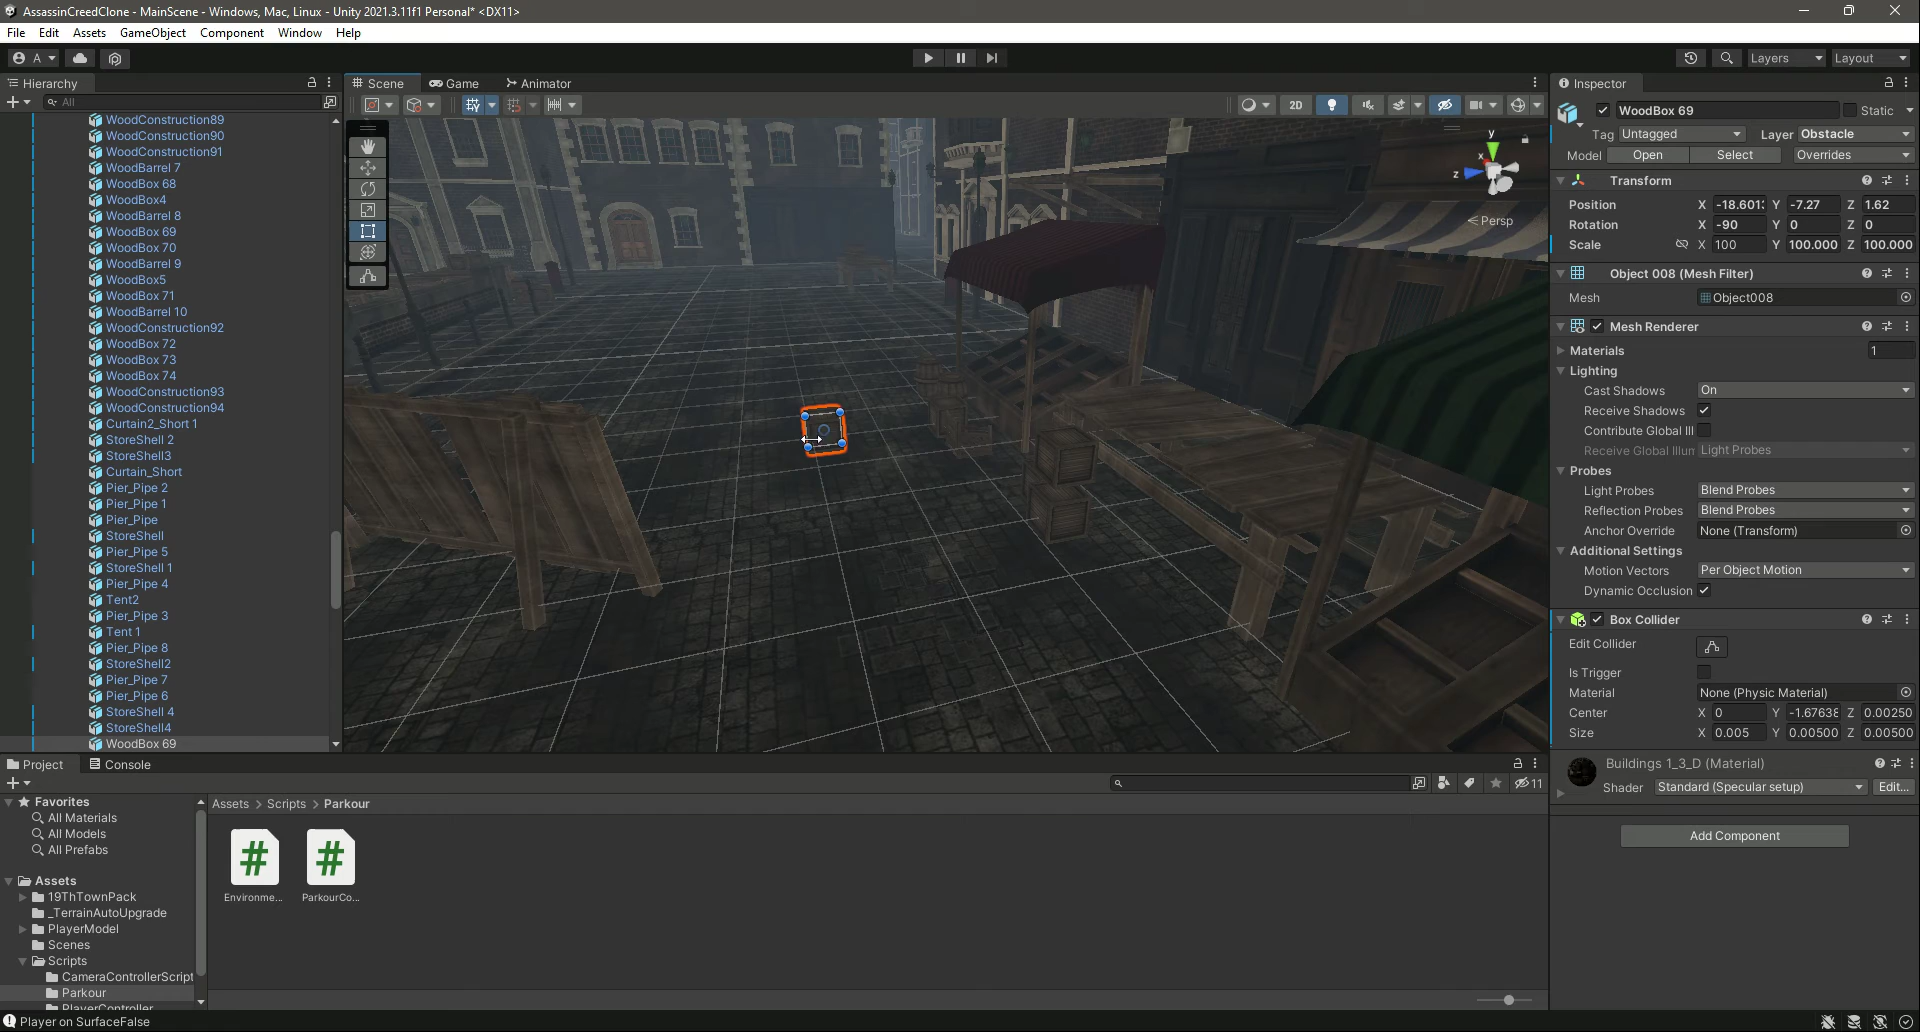 AssassinCreedClone - MainScene - Windows, Mac, Linux - Unity 2021.3.11f1 Personal* <DX11>
File Edit Assets GameObject Component Window Help
A
Layers Layout
Hierarchy
All
WoodConstruction89
WoodConstruction90
WoodConstruction91
WoodBarrel 7
WoodBox 68
WoodBox4
WoodBarrel 8
WoodBox 69
WoodBox 70
WoodBarrel 9
WoodBox5
WoodBox 71
WoodBarrel 10
WoodConstruction92
WoodBox 72
WoodBox 73
WoodBox 74
WoodConstruction93
WoodConstruction94
Curtain2_Short 1
StoreShell 2
StoreShell3
Curtain_Short
Pier_Pipe 2
Pier_Pipe 1
Pier_Pipe
StoreShell
Pier_Pipe 5
StoreShell 1
Pier_Pipe 4
Tent2
Pier_Pipe 3
Tent 1
Pier_Pipe 8
StoreShell2
Pier_Pipe 7
Pier_Pipe 6
StoreShell 4
StoreShell4
WoodBox 69
Scene Game Animator
2D
y
x
z
Persp
Inspector
WoodBox 69 Static
Tag Untagged Layer Obstacle
Model Open Select Overrides
Transform
Position X -18.601: Y -7.27 Z 1.62
Rotation X -90 Y 0 Z 0
Scale X 100 Y 100.000 Z 100.000
Object 008 (Mesh Filter)
Mesh Object008
Mesh Renderer
Materials 1
Lighting
Cast Shadows On
Receive Shadows
Contribute Global Ill
Receive Global Illum Light Probes
Probes
Light Probes Blend Probes
Reflection Probes Blend Probes
Anchor Override None (Transform)
Additional Settings
Motion Vectors Per Object Motion
Dynamic Occlusion
Box Collider
Edit Collider
Is Trigger
Material None (Physic Material)
Center X 0 Y -1.67638 Z 0.00250
Size X 0.005 Y 0.00500 Z 0.00500
Buildings 1_3_D (Material)
Shader Standard (Specular setup) Edit...
Add Component
Project Console
11
Favorites
All Materials
All Models
All Prefabs
Assets
19ThTownPack
_TerrainAutoUpgrade
PlayerModel
Scenes
Scripts
CameraControllerScript
Parkour
PlayerController
Assets > Scripts > Parkour
Environme... ParkourCo...
Player on SurfaceFalse